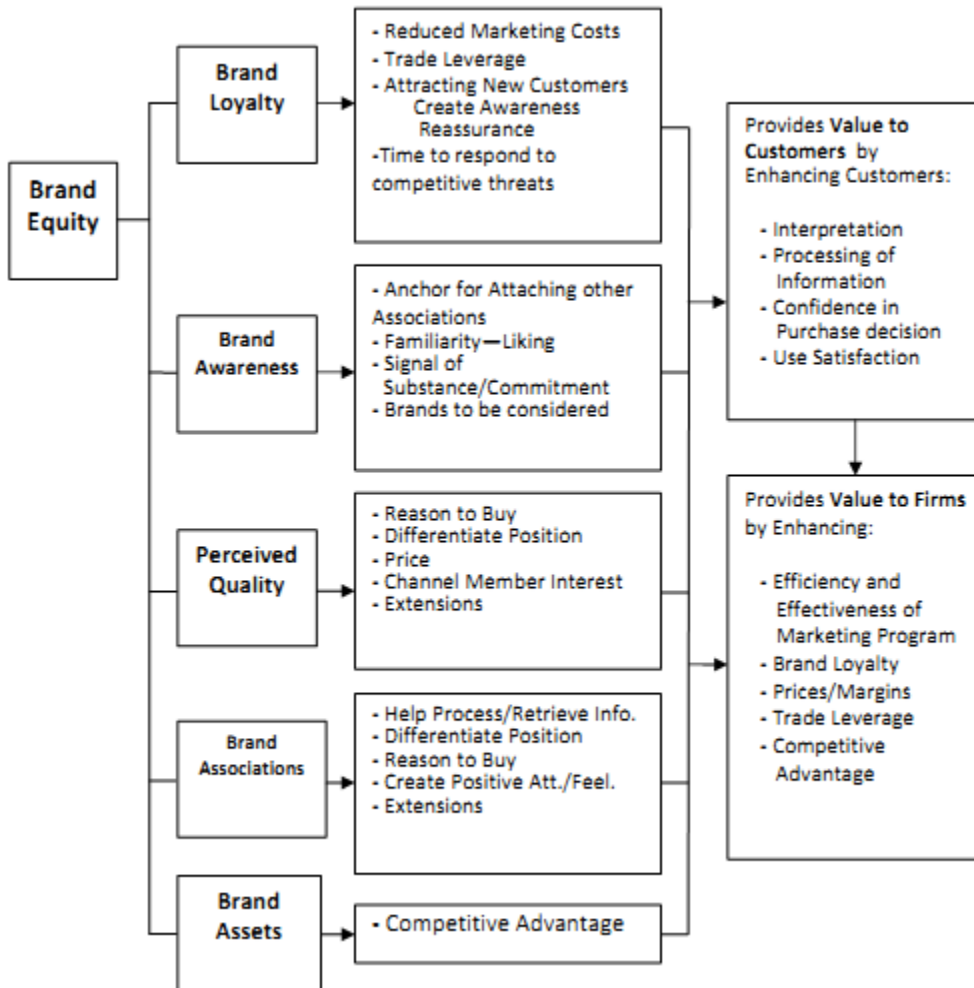 Brand
Equity
Brand
Loyalty
- Reduced Marketing Costs
- Trade Leverage
- Attracting New Customers
Create Awareness
Reassurance
-Time to respond to
competitive threats
Brand
Awareness
- Anchor for Attaching other
Associations
- Familiarity—Liking
- Signal of
Substance/Commitment
- Brands to be considered
Perceived
Quality
- Reason to Buy
- Differentiate Position
- Price
- Channel Member Interest
- Extensions
Brand
Associations
- Help Process/Retrieve Info.
- Differentiate Position
- Reason to Buy
- Create Positive Att./Feel.
- Extensions
Brand
Assets
- Competitive Advantage
Provides Value to
Customers by
Enhancing Customers:
- Interpretation
- Processing of
Information
- Confidence in
Purchase decision
- Use Satisfaction
Provides Value to Firms
by Enhancing:
- Efficiency and
Effectiveness of
Marketing Program
- Brand Loyalty
- Prices/Margins
- Trade Leverage
- Competitive
Advantage